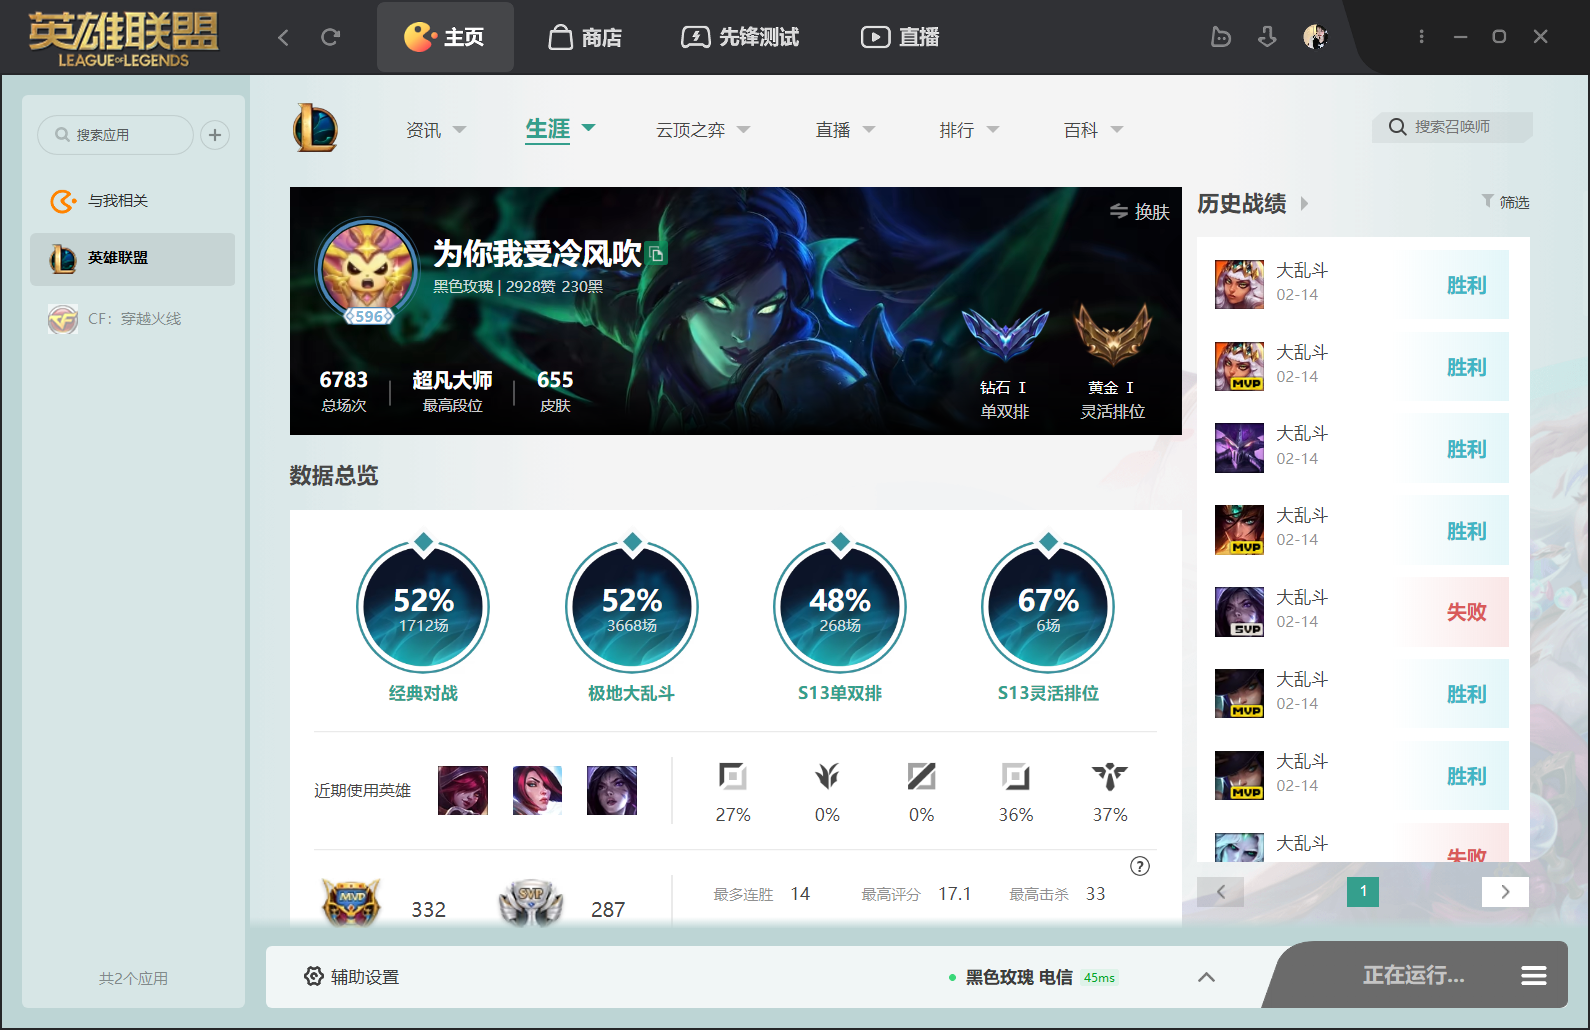 英雄联盟
LEAGUE OF LEGENDS
主页
商店
先锋测试
直播
搜索应用
与我相关
英雄联盟
CF：穿越火线
共2个应用
资讯
生涯
云顶之弈
直播
排行
百科
搜索召唤师
换肤
为你我受冷风吹
黑色玫瑰 | 2928赞 230黑
596
6783
总场次
超凡大师
最高段位
655
皮肤
钻石 I
单双排
黄金 I
灵活排位
数据总览
52%
1712场
经典对战
52%
3668场
极地大乱斗
48%
268场
S13单双排
67%
6场
S13灵活排位
近期使用英雄
27%
0%
0%
36%
37%
MVP
332
SVP
287
最多连胜 14
最高评分 17.1
最高击杀 33
历史战绩
筛选
大乱斗
02-14
胜利
大乱斗
02-14
MVP
胜利
大乱斗
02-14
胜利
大乱斗
02-14
MVP
胜利
大乱斗
02-14
SVP
失败
大乱斗
02-14
MVP
胜利
大乱斗
02-14
MVP
胜利
大乱斗
失败
1
辅助设置
黑色玫瑰 电信 45ms
正在运行...